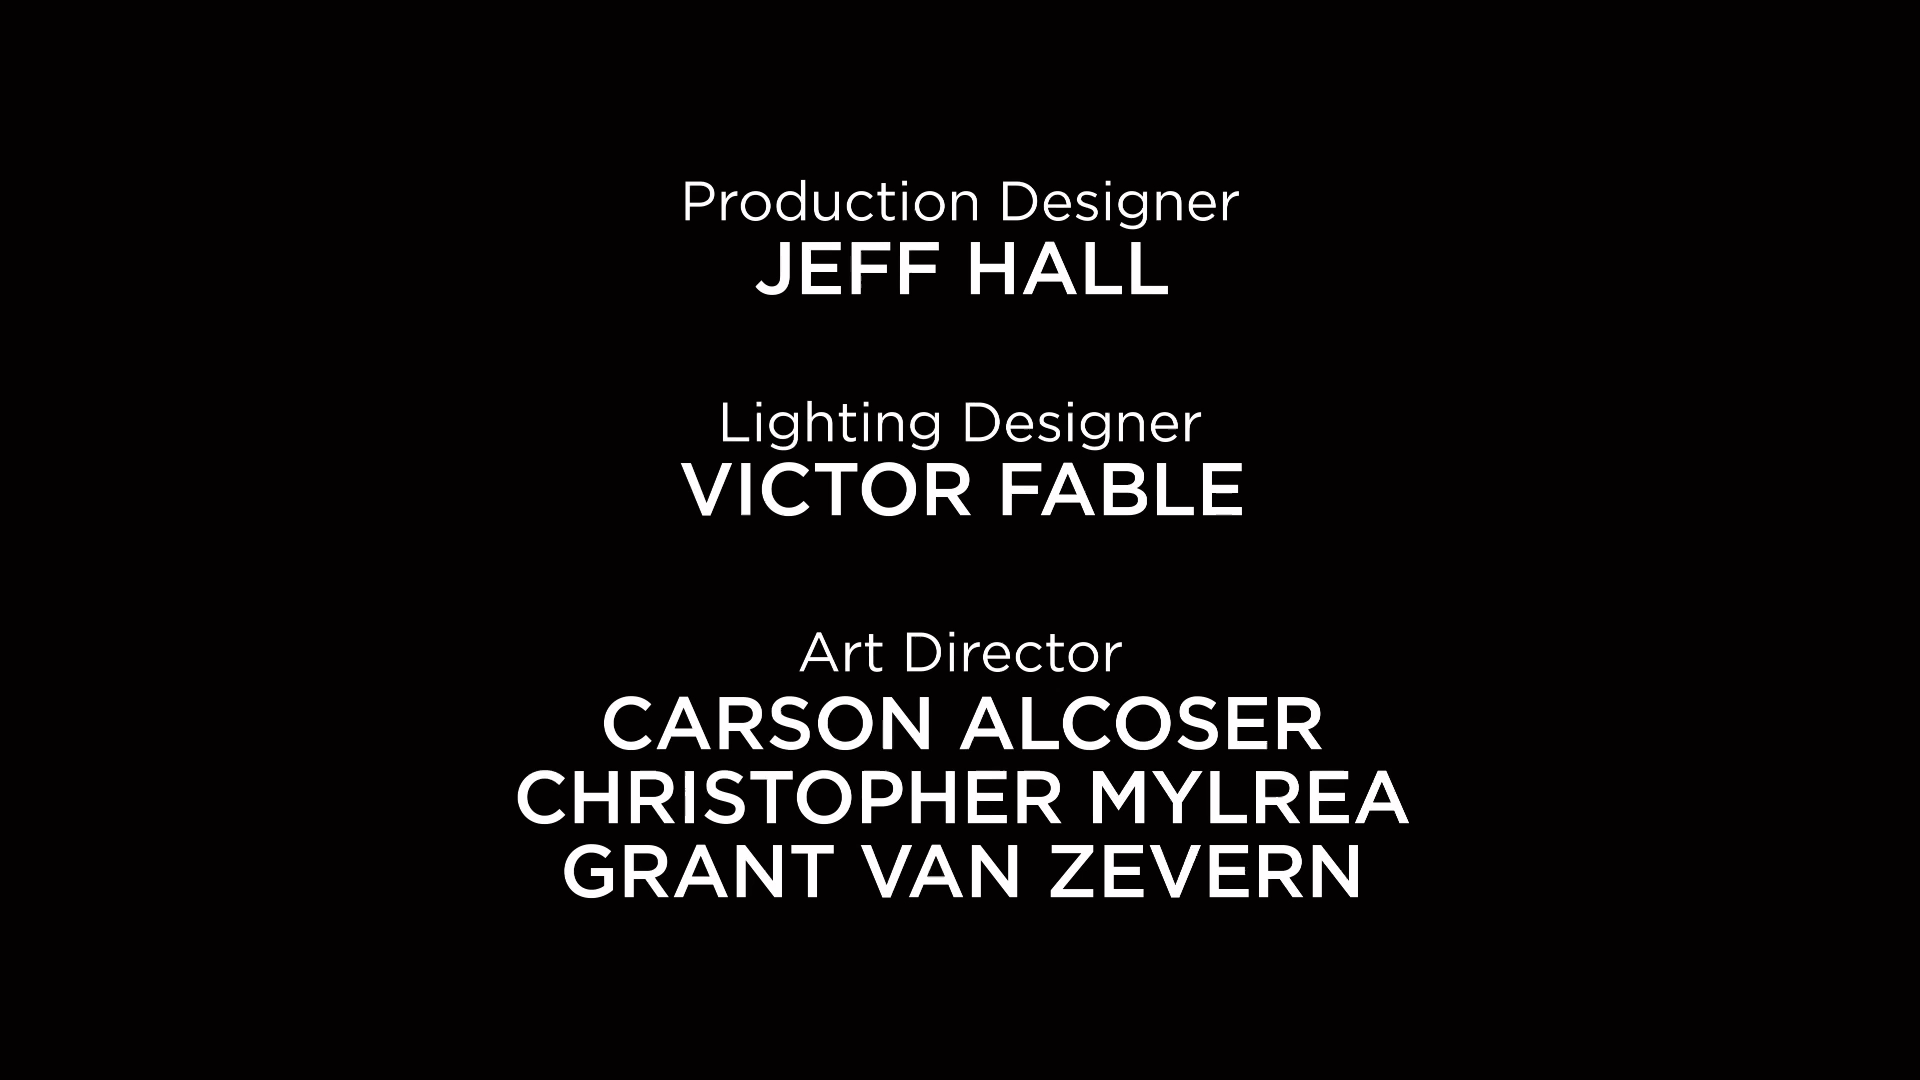 Production Designer
JEFF HALL
Lighting Designer
VICTOR FABLE
Art Director
CARSON ALCOSER
CHRISTOPHER MYLREA
GRANT VAN ZEVERN